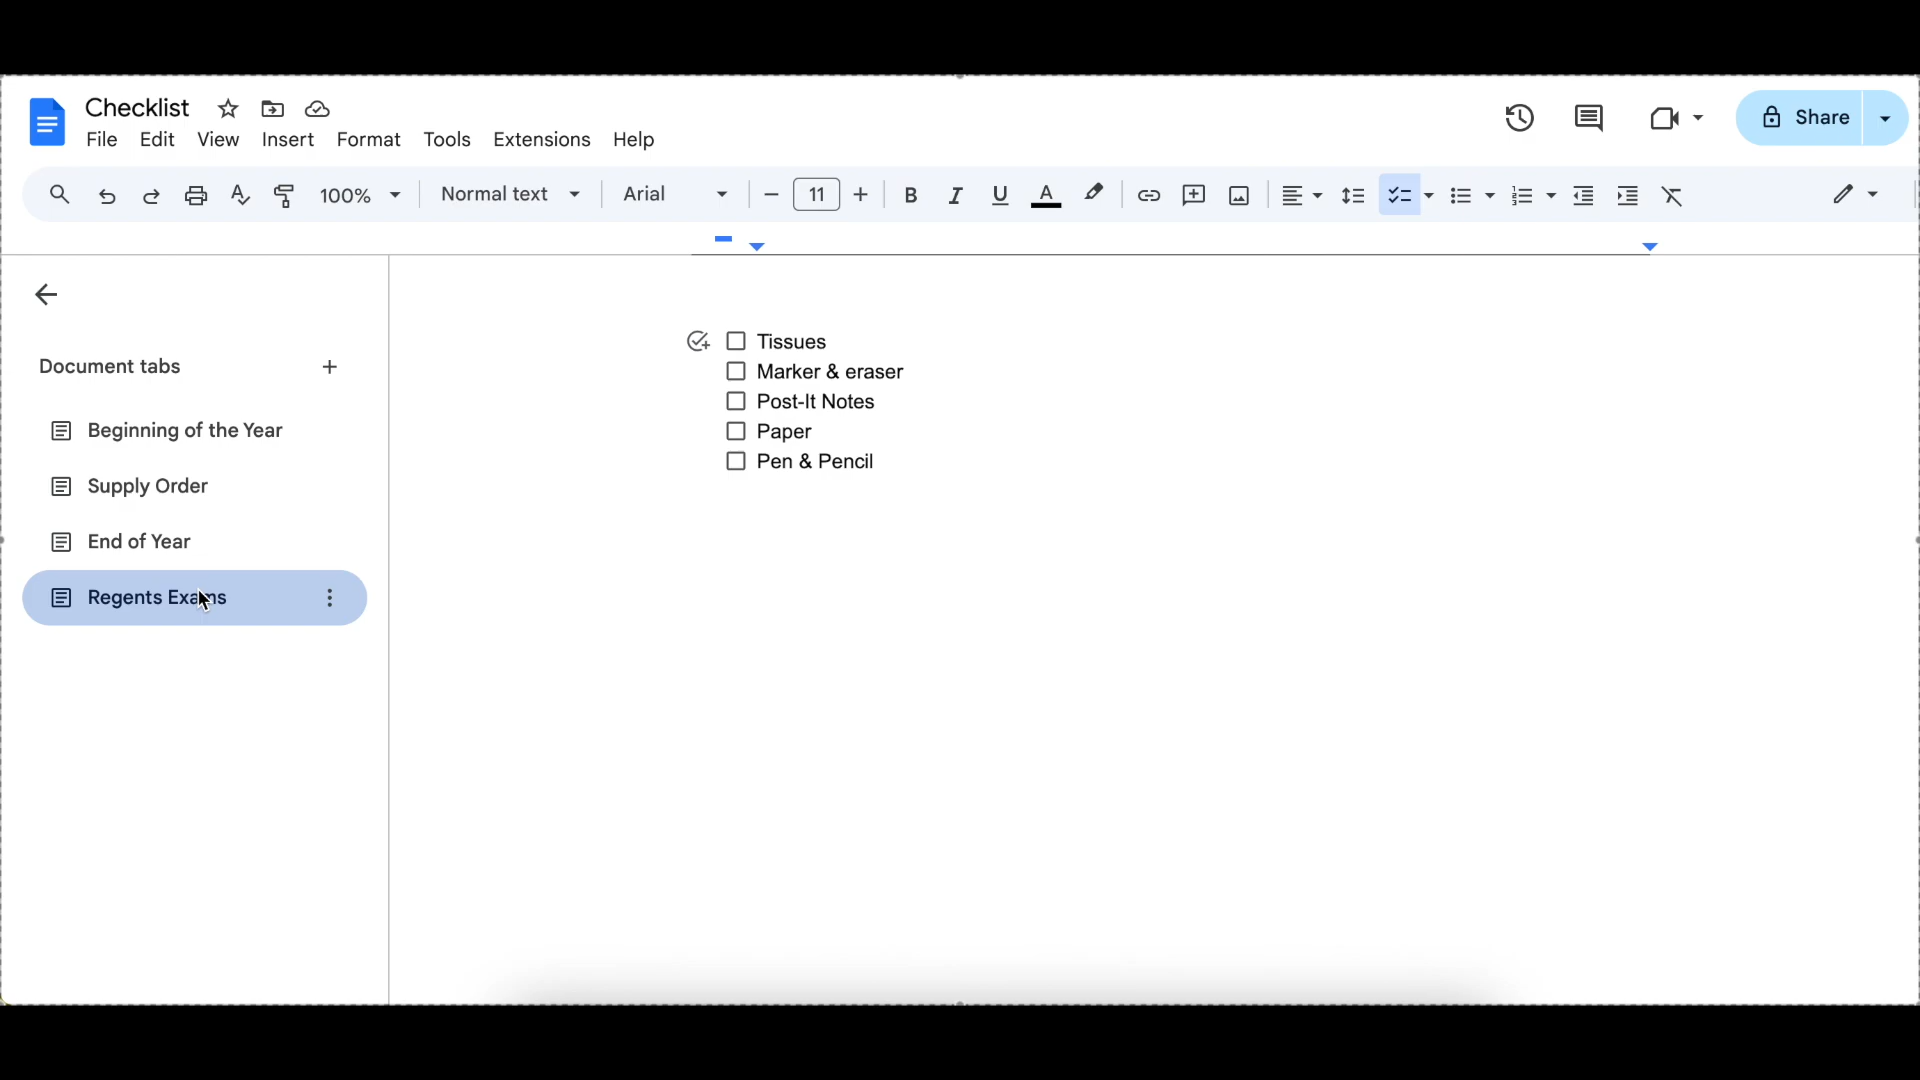 Checklist
File Edit View Insert Format Tools Extensions Help
Share
100% Normal text Arial 11
Document tabs
Beginning of the Year
Supply Order
End of Year
Regents Exams
Tissues
Marker & eraser
Post-It Notes
Paper
Pen & Pencil